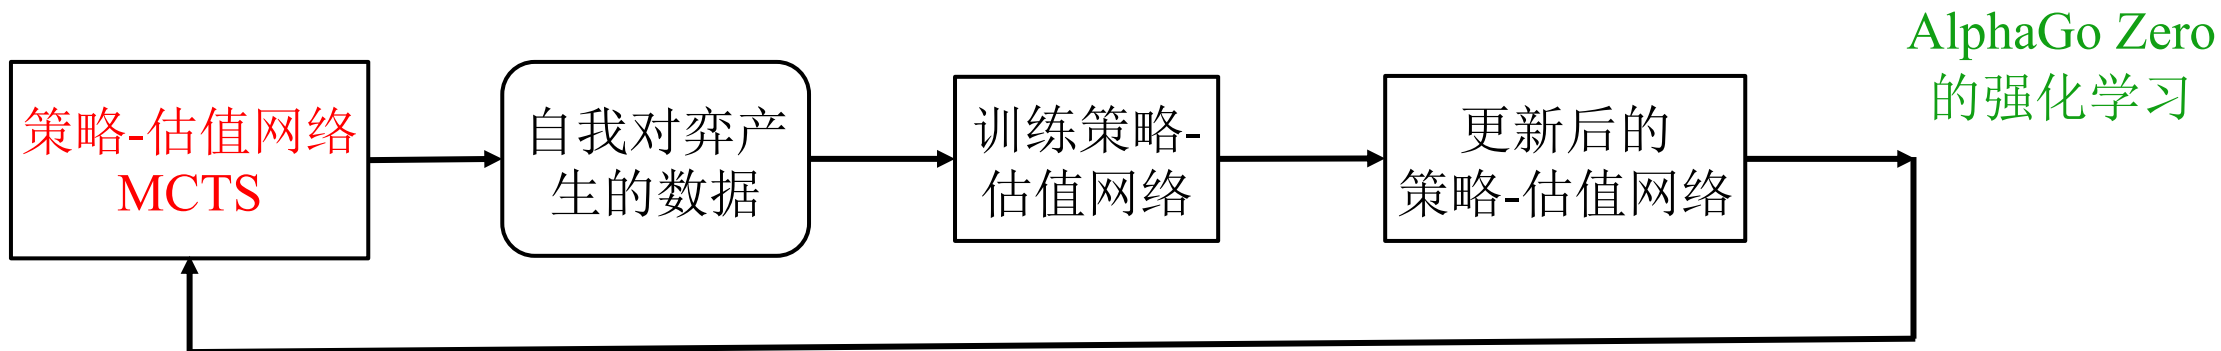 AlphaGo Zero
的强化学习
策略-估值网络
MCTS
自我对弈产
生的数据
训练策略-
估值网络
更新后的
策略-估值网络